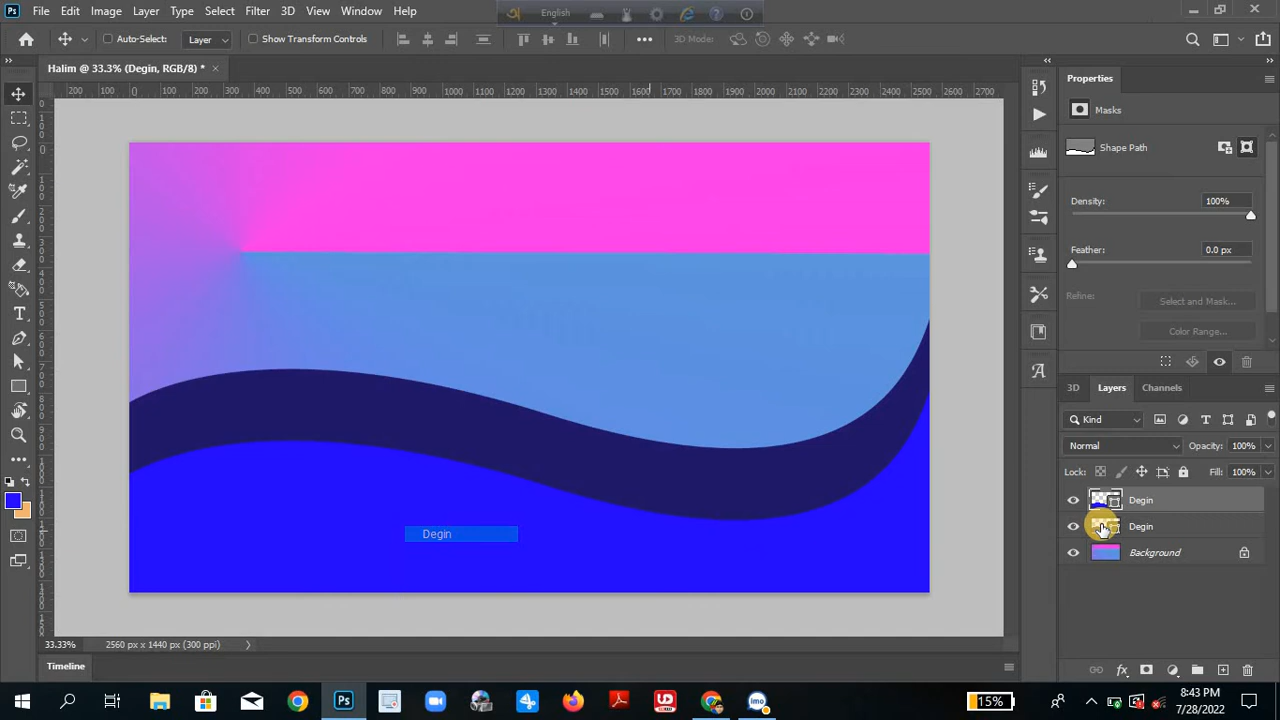 Ps File Edit Image Layer Type Select Filter 3D View Window Help
অ English
Auto-Select: Layer Show Transform Controls 3D Mode:
Halim @ 33.3% (Degin, RGB/8) * ×
200 100 0 100 200 300 400 500 600 700 800 900 1000 1100 1200 1300 1400 1500 1600 1700 1800 1900 2000 2100 2200 2300 2400 2500 2600 2700
Properties
Masks
Shape Path
Density: 100%
Feather: 0.0 px
Refine: Select and Mask...
Color Range...
3D Layers Channels
Kind
Normal Opacity: 100%
Lock: Fill: 100%
Degin
Degin
Background
Degin
33.33% 2560 px x 1440 px (300 ppi)
Timeline
15%
8:43 PM
7/28/2022